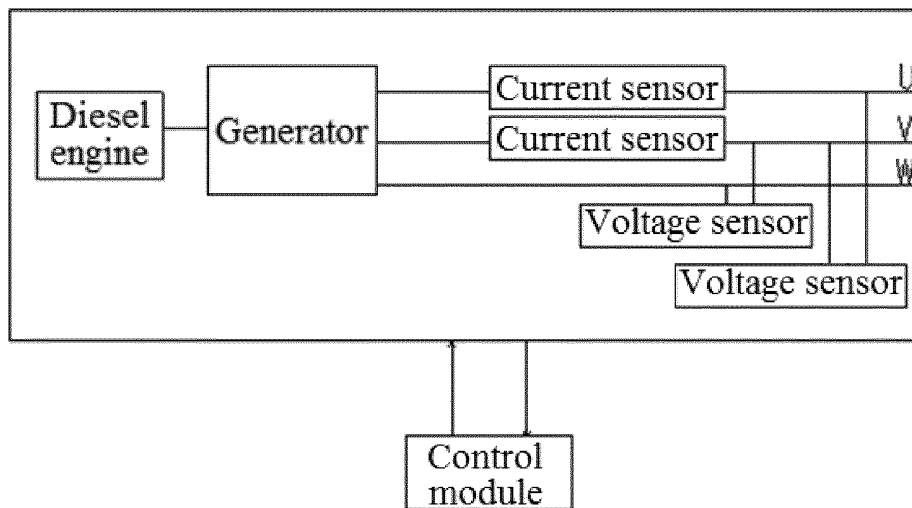 Diesel
engine
Generator
Current sensor
Current sensor
U
V
W
Voltage sensor
Voltage sensor
Control
module